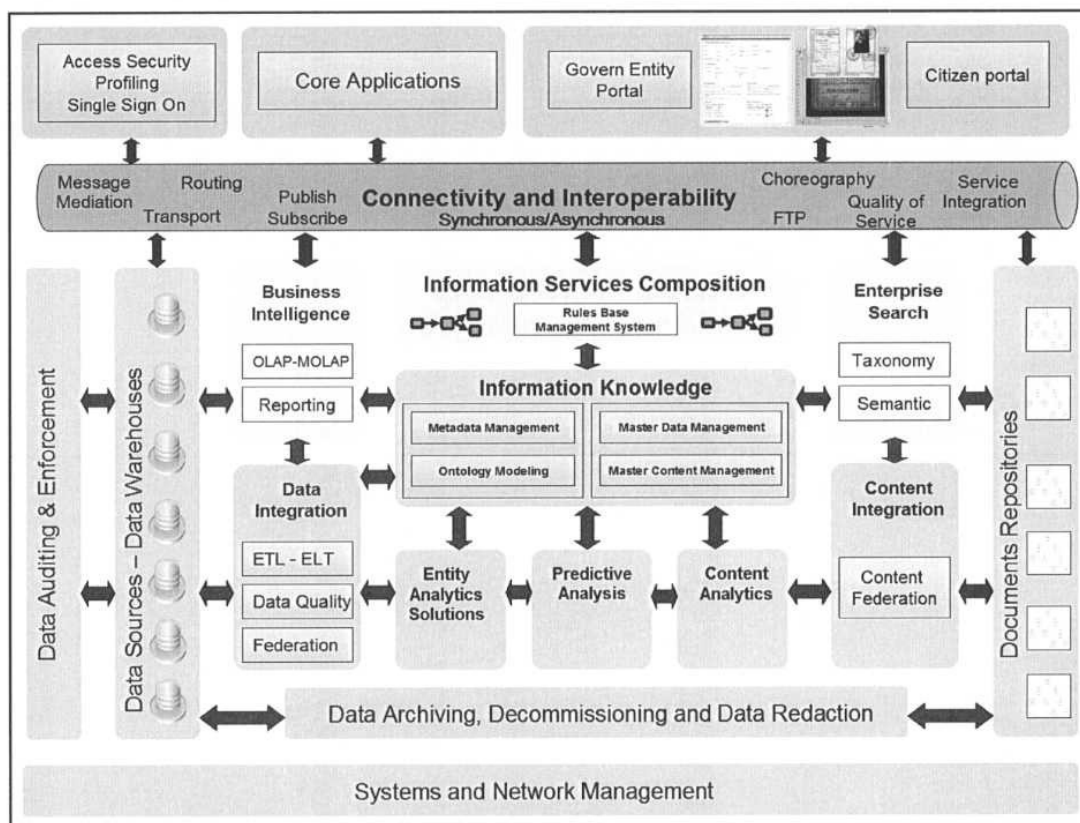 Access Security
Profiling
Single Sign On
Core Applications
Govern Entity
Portal
Citizen portal
Message
Mediation
Routing
Transport
Publish
Subscribe
Connectivity and Interoperability
Synchronous/Asynchronous
Choreography
FTP
Quality of
Service
Service
Integration
Data Auditing & Enforcement
Data Sources – Data Warehouses
Business
Intelligence
OLAP-MOLAP
Reporting
Information Services Composition
Rules Base
Management System
Enterprise
Search
Taxonomy
Semantic
Information Knowledge
Metadata Management
Master Data Management
Ontology Modeling
Master Content Management
Data
Integration
ETL - ELT
Data Quality
Federation
Entity
Analytics
Solutions
Predictive
Analysis
Content
Analytics
Content
Integration
Content
Federation
Documents Repositories
Data Archiving, Decommissioning and Data Redaction
Systems and Network Management